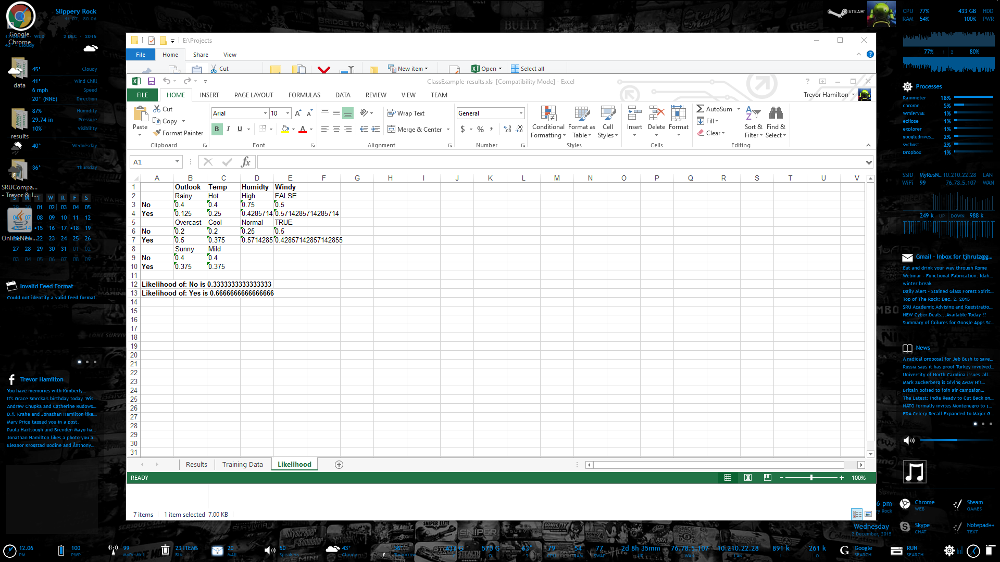 Google
Chrome
Slippery Rock
41.07, -80.06
WED
2 DEC · 2015
43° Cloudy
data
45° Cloudy
41° Wind Chill
6 mph Speed
20° (NNE) Direction
87% Humidity
29.74 in Pressure
10% Visibility
results
40° Wednesday
36° Thursday
SRUCompa...
- Trevor & J...
S M T W R F S
01 02 03 04 05
06 07 08 09 10 11 12
•15 16 17 •18 19
22 23 24 25 26
OnlineNew...
27 28 29 30 31 01 02
03 04 05 06 07 08 09
Invalid Feed Format
Could not identify a valid feed format.
Trevor Hamilton
You have memories with Kimberly...
It's Grace Smrcka's birthday today. Wis...
Andrew Chupka and Catherine Rudows...
D.j. Krahe and Jonathan Hamilton like...
Mary Price tagged you in a post.
Paula Hartsough and Brenden Mayo ha...
Jonathan Hamilton likes a photo you a...
Eleanor Krogstad Bodine and Anthony...
E:\Projects
File Home Share View
Cut New item Open Select all
ClassExample-results.xls [Compatibility Mode] - Excel
FILE HOME INSERT PAGE LAYOUT FORMULAS DATA REVIEW VIEW TEAM
Trevor Hamilton
Paste Cut
Copy
Format Painter
Clipboard
Arial 10
B I U A
Font
Wrap Text
Merge & Center
Alignment
General
$ % ,
Number
Conditional Formatting
Format as Table
Cell Styles
Styles
Insert Delete Format
Cells
AutoSum
Fill
Clear
Sort & Filter
Find & Select
Editing
A1 fx
A B C D E F G H I J K L M N O P Q R S T U V
1 Outlook Temp Humidty Windy
2 Rainy Hot High FALSE
3 No 0.4 0.4 0.75 0.5
4 Yes 0.125 0.25 0.4285714 0.5714285714285714
5 Overcast Cool Normal TRUE
6 No 0.2 0.2 0.25 0.5
7 Yes 0.5 0.375 0.5714285 0.42857142857142855
8 Sunny Mild
9 No 0.4 0.4
10 Yes 0.375 0.375
11
12 Likelihood of: No is 0.3333333333333333
13 Likelihood of: Yes is 0.6666666666666666
14
15
16
17
18
19
20
21
22
23
24
25
26
27
28
29
30
31
Results Training Data Likelihood
READY
100%
7 items 1 item selected 7.00 KB
STEAM
CPU 77% 433 GB HDD
RAM 54% 100% PWR
77% 1 2 80%
Processes
Rainmeter 18%
chrome 5%
WmiPrvSE 1%
eclipse 1%
explorer 1%
googledrives... 2%
svchost 2%
Dropbox 1%
SSID MyResN... 10.210.22.28 LAN
WiFi 99 76.78.5.107 WAN
249 k UP DOWN 988 k
Gmail - Inbox for tjhrulz@g...
Eat and drink your way through Rome
Webinar - Functional Fabrication: Idah...
winter break
Daily Alert - Stained Glass Forest Spirit...
Top of The Rock: Dec. 2, 2015
SRU Academic Advising and Registratio...
NEW Cyber Deals...Available Today ??
Summary of failures for Google Apps Sc...
News
A radical proposal for Jeb Bush to save...
Russia says it has proof Turkey involved...
University of North Carolina issues 'all...
Mark Zuckerberg is Giving Away His...
Britain poised to join air campaign...
The Latest: India Ready to Cut Back on...
NATO formally invites Montenegro to j...
FDA Celery Recall Expanded to Major G...
6 pm
ry Rock
Chrome
WEB
Steam
GAMES
Skype
CHAT
Notepad++
TEXT
Wednesday
2 December, 2015
12.06 PM
100 PWR
99 MyResNet
23 ITEMS BIN
20 MAIL
50 Speakers
43° Cloudy
36° Tomorrow
433 G
570 G
63°
79 CPU
54 RAM
77 SWAP
2d 8h 35mm UP
76.78.5.107 WAN
10.210.22.28 LAN
891 k I
261 k O
Google SEARCH
RUN SEARCH